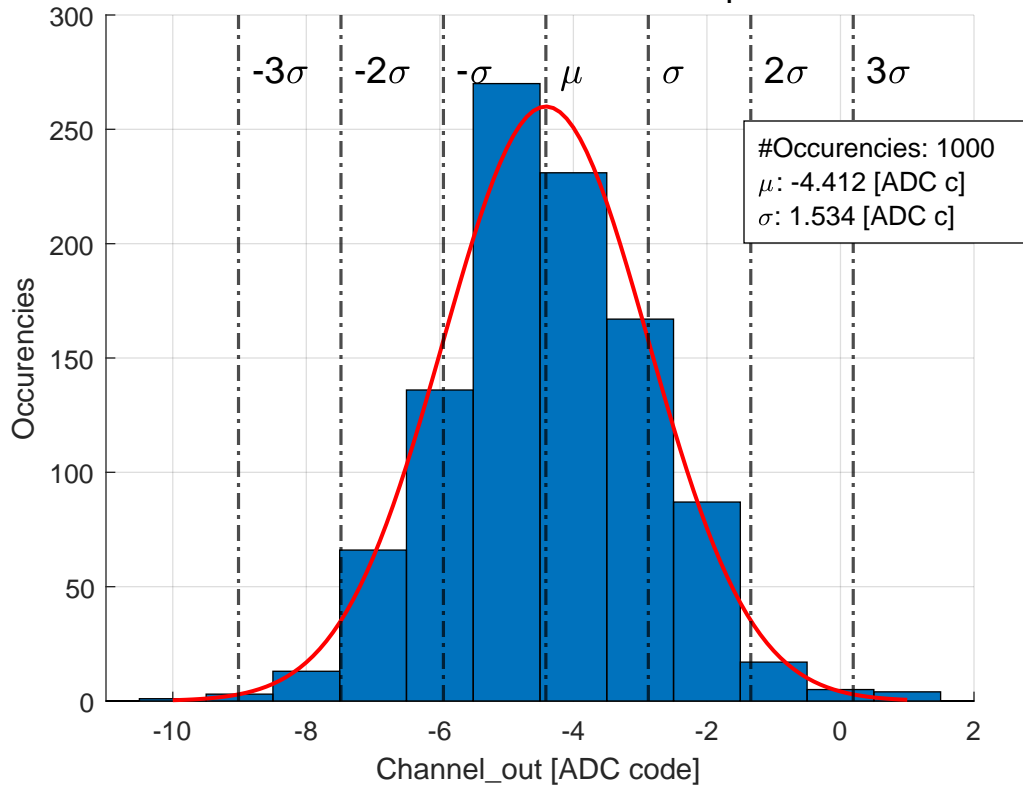 300
250
200
150
100
50
0
-3σ -2σ -σ μ σ 2σ 3σ
#Occurencies: 1000
μ: -4.412 [ADC c]
σ: 1.534 [ADC c]
Occurencies
-10 -8 -6 -4 -2 0 2
Channel_out [ADC code]